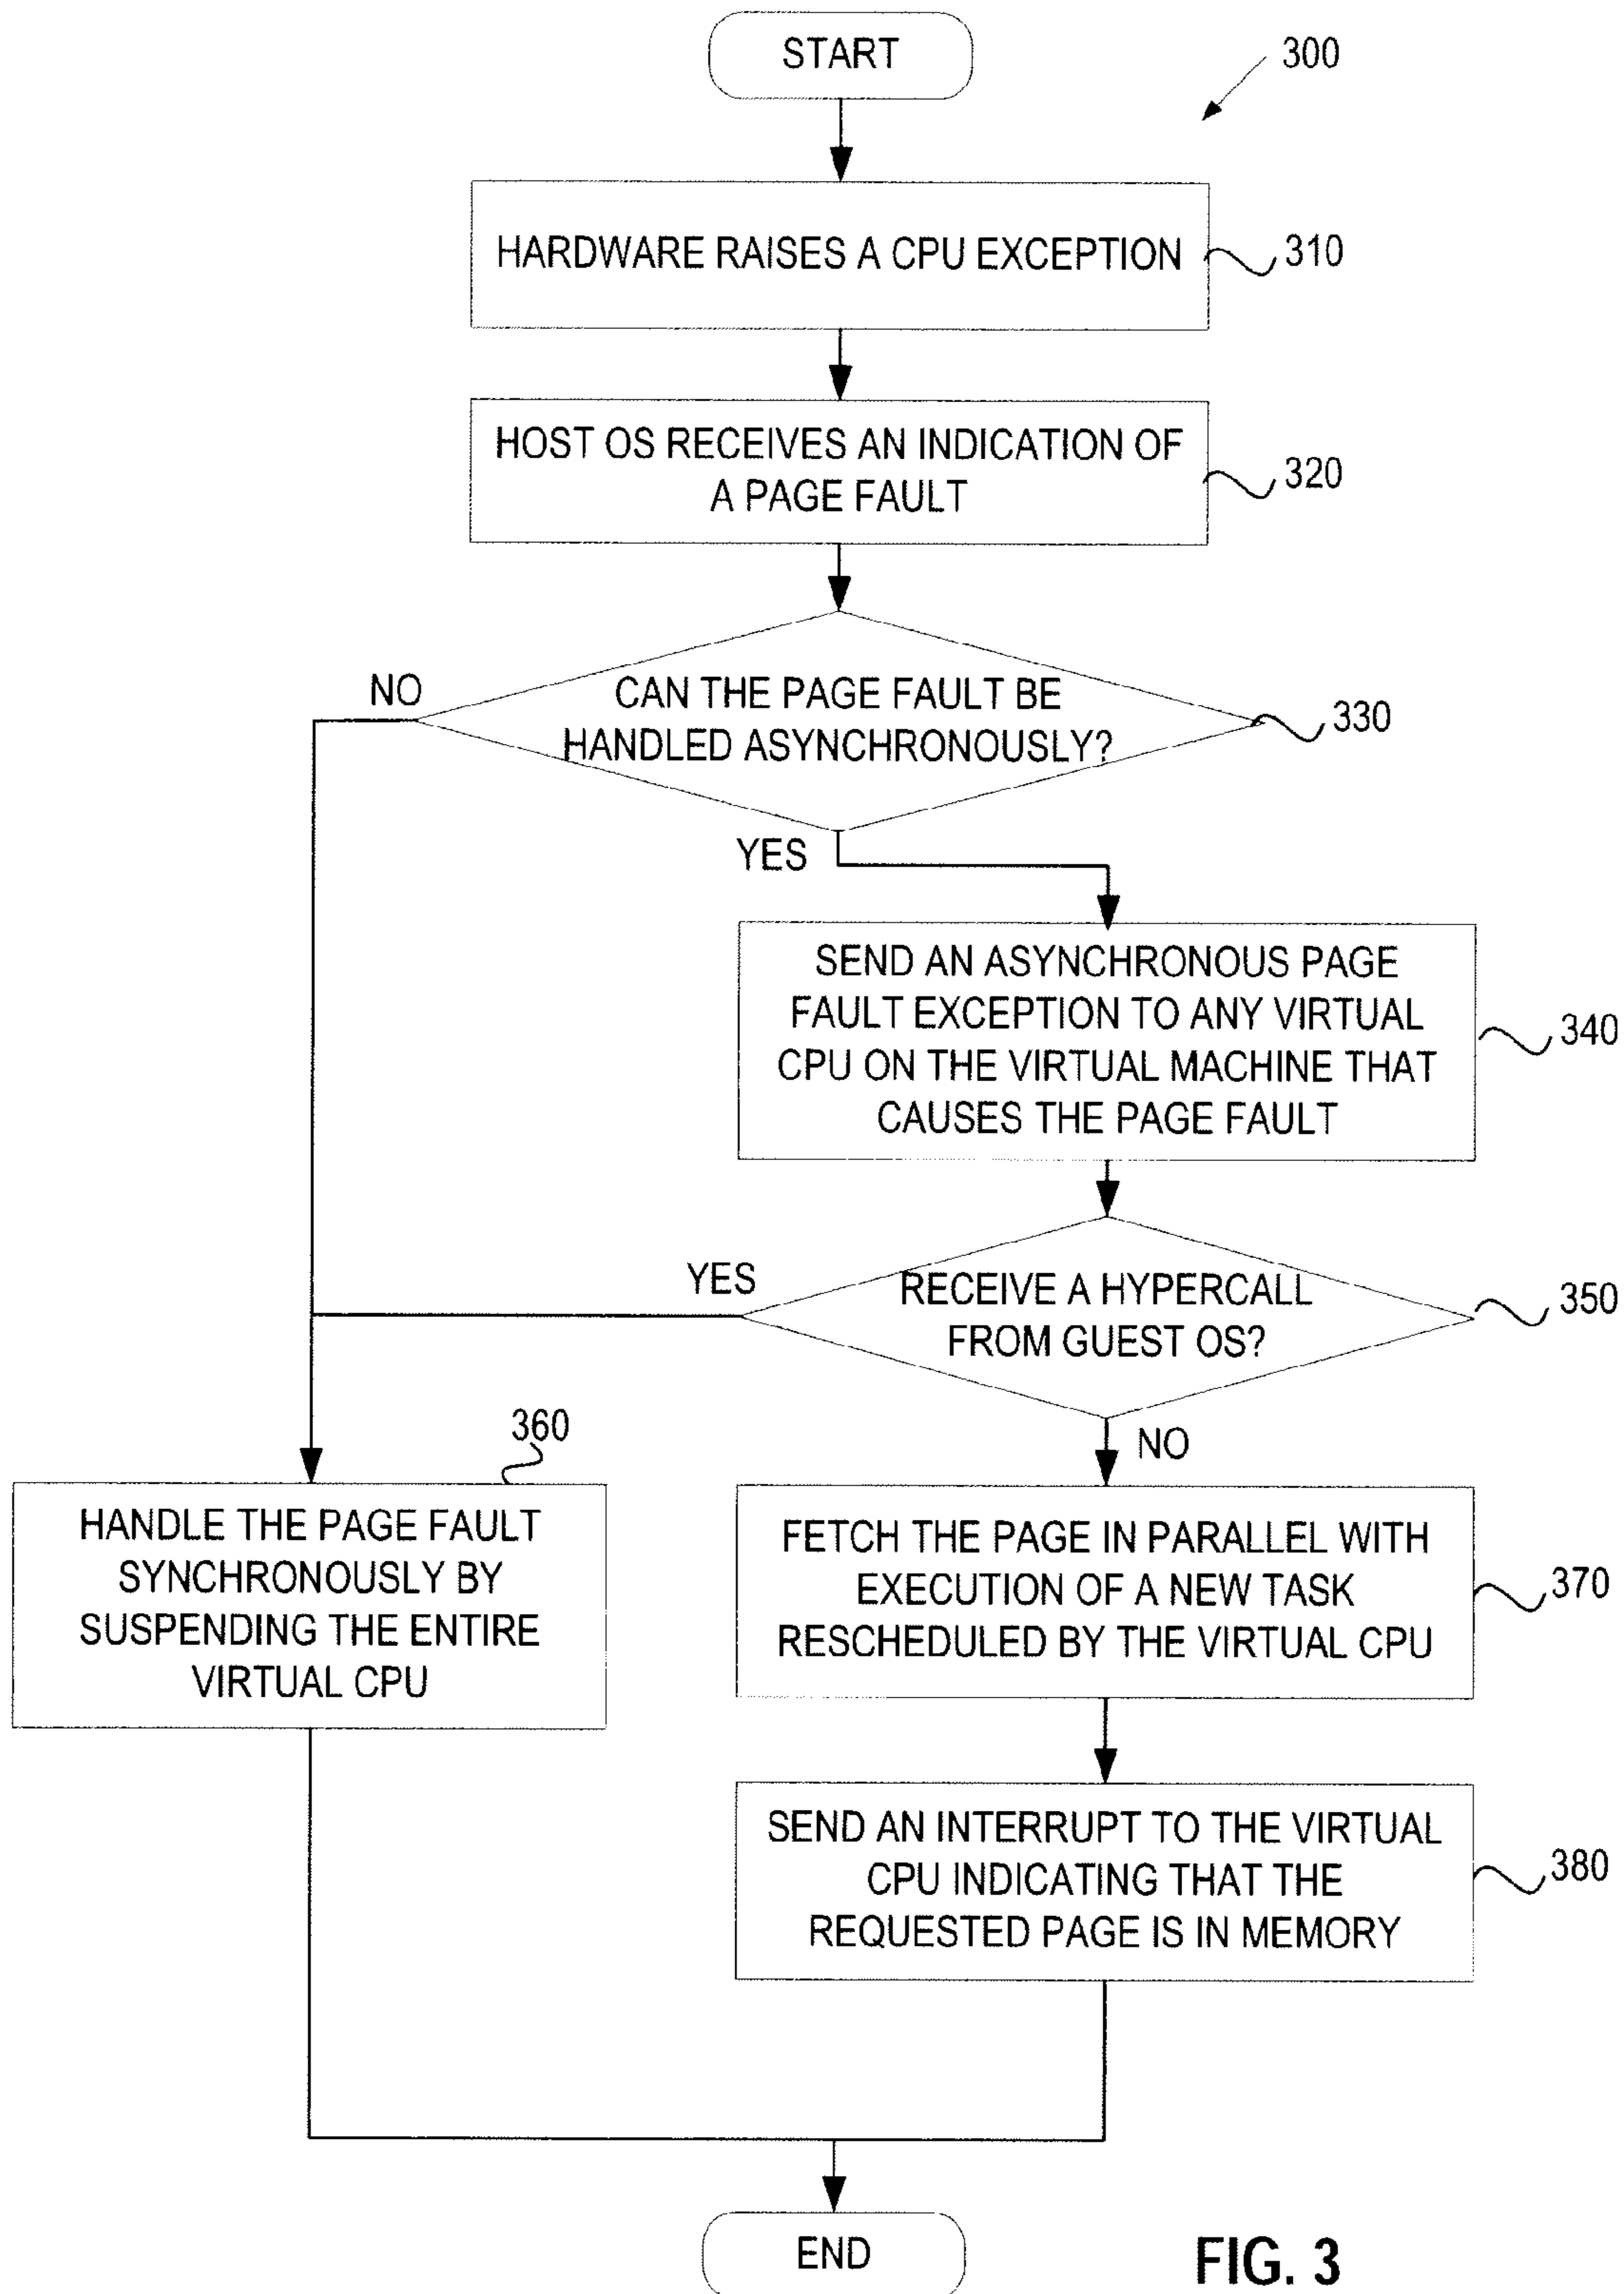 START
300
HARDWARE RAISES A CPU EXCEPTION
310
HOST OS RECEIVES AN INDICATION OF
A PAGE FAULT
320
CAN THE PAGE FAULT BE
HANDLED ASYNCHRONOUSLY?
330
NO
YES
SEND AN ASYNCHRONOUS PAGE
FAULT EXCEPTION TO ANY VIRTUAL
CPU ON THE VIRTUAL MACHINE THAT
CAUSES THE PAGE FAULT
340
RECEIVE A HYPERCALL
FROM GUEST OS?
350
YES
NO
360
HANDLE THE PAGE FAULT
SYNCHRONOUSLY BY
SUSPENDING THE ENTIRE
VIRTUAL CPU
FETCH THE PAGE IN PARALLEL WITH
EXECUTION OF A NEW TASK
RESCHEDULED BY THE VIRTUAL CPU
370
SEND AN INTERRUPT TO THE VIRTUAL
CPU INDICATING THAT THE
REQUESTED PAGE IS IN MEMORY
380
END
FIG. 3